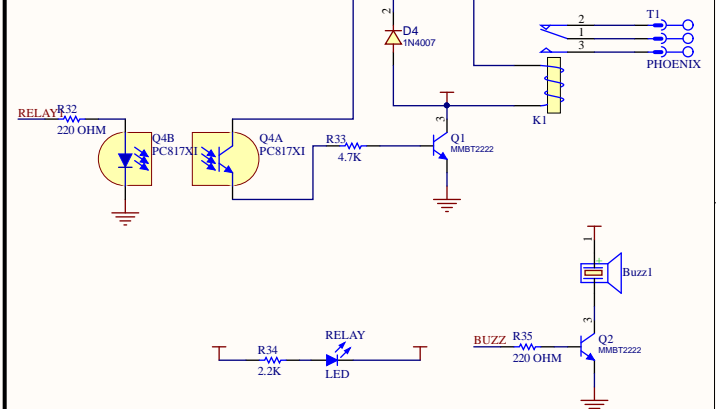 2
D4
1N4007
T1
2
1
3
PHOENIX
K1
RELAY1
R32
220 OHM
Q4B
PC817XI
Q4A
PC817XI
R33
4.7K
3
Q1
MMBT2222
1
Buzz1
3
RELAY
R34
2.2K
LED
BUZZ
R35
220 OHM
Q2
MMBT2222